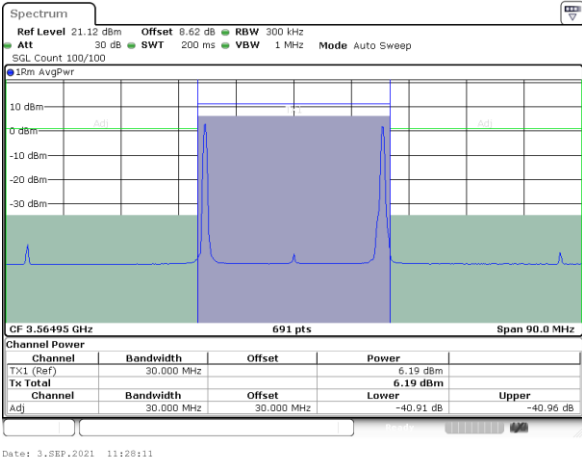 Spectrum
Ref Level 21.12 dBm Offset 8.62 dB RBW 300 kHz
Att 30 dB SWT 200 ms VBW 1 MHz Mode Auto Sweep
SGL Count 100/100
1Rm AvgPwr
10 dBm
Adj Adj
0 dBm
-10 dBm
-20 dBm
-30 dBm
CF 3.56495 GHz 691 pts Span 90.0 MHz
Channel Power
Channel Bandwidth Offset Power
TX1 (Ref) 30.000 MHz 6.19 dBm
Tx Total 6.19 dBm
Channel Bandwidth Offset Lower Upper
Adj 30.000 MHz 30.000 MHz -40.91 dB -40.96 dB
Ready
Date: 3.SEP.2021 11:28:11